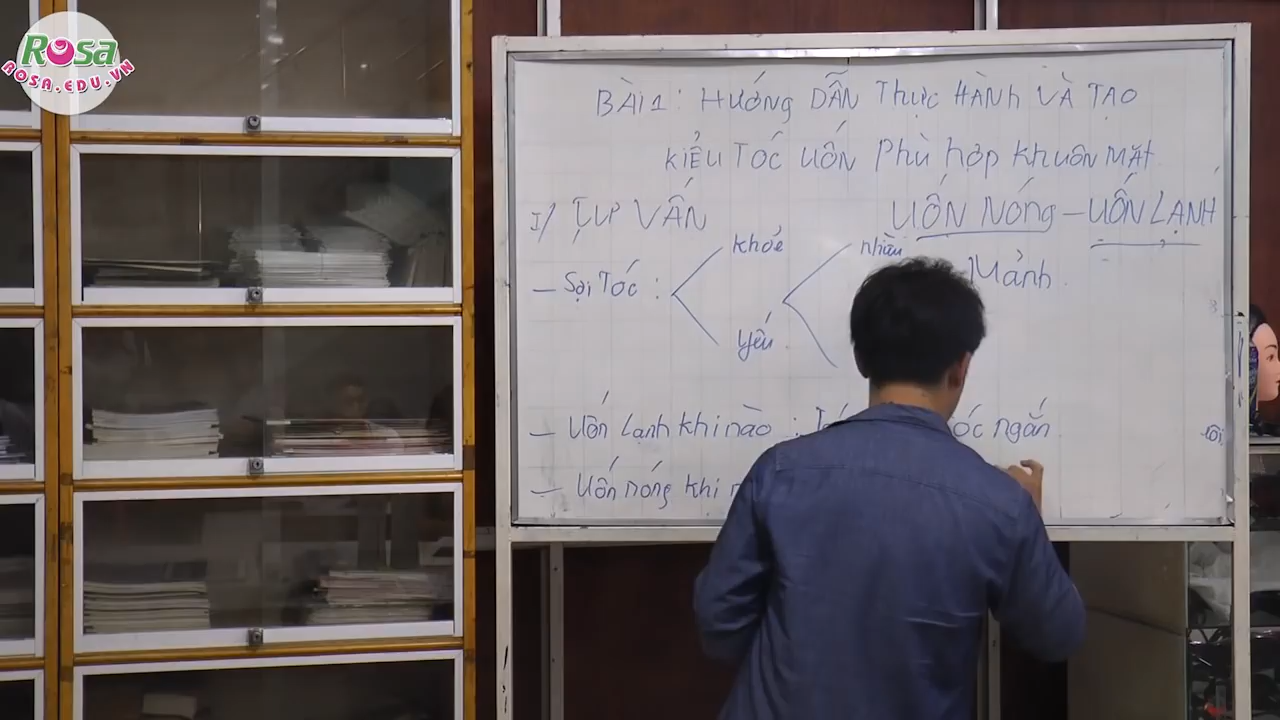 Rosa
ROSA.EDU.VN
BÀI 1 : HƯỚNG DẪN THỰC HÀNH VÀ TẠO
KIỂU TÓC UỐN PHÙ HỢP KHUÔN MẶT
I/ TƯ VẤN
UỐN NÓNG – UỐN LẠNH
khỏe
nhiều
– Sợi TÓC :
Mảnh.
yếu
– Uốn Lạnh khi nào :
óc ngắn
– Uốn nóng khi